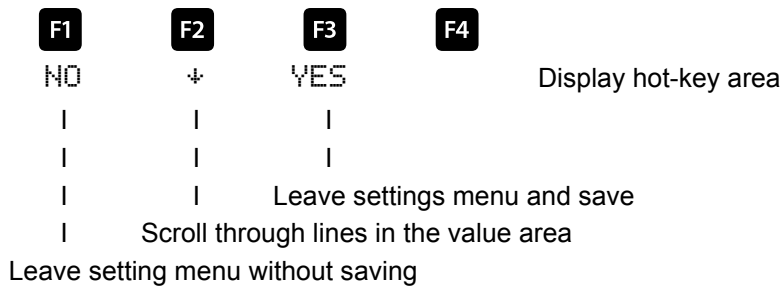 F1 F2 F3 F4
NO ↓ YES Display hot-key area
I I I
I I I
I I Leave settings menu and save
I Scroll through lines in the value area
Leave setting menu without saving